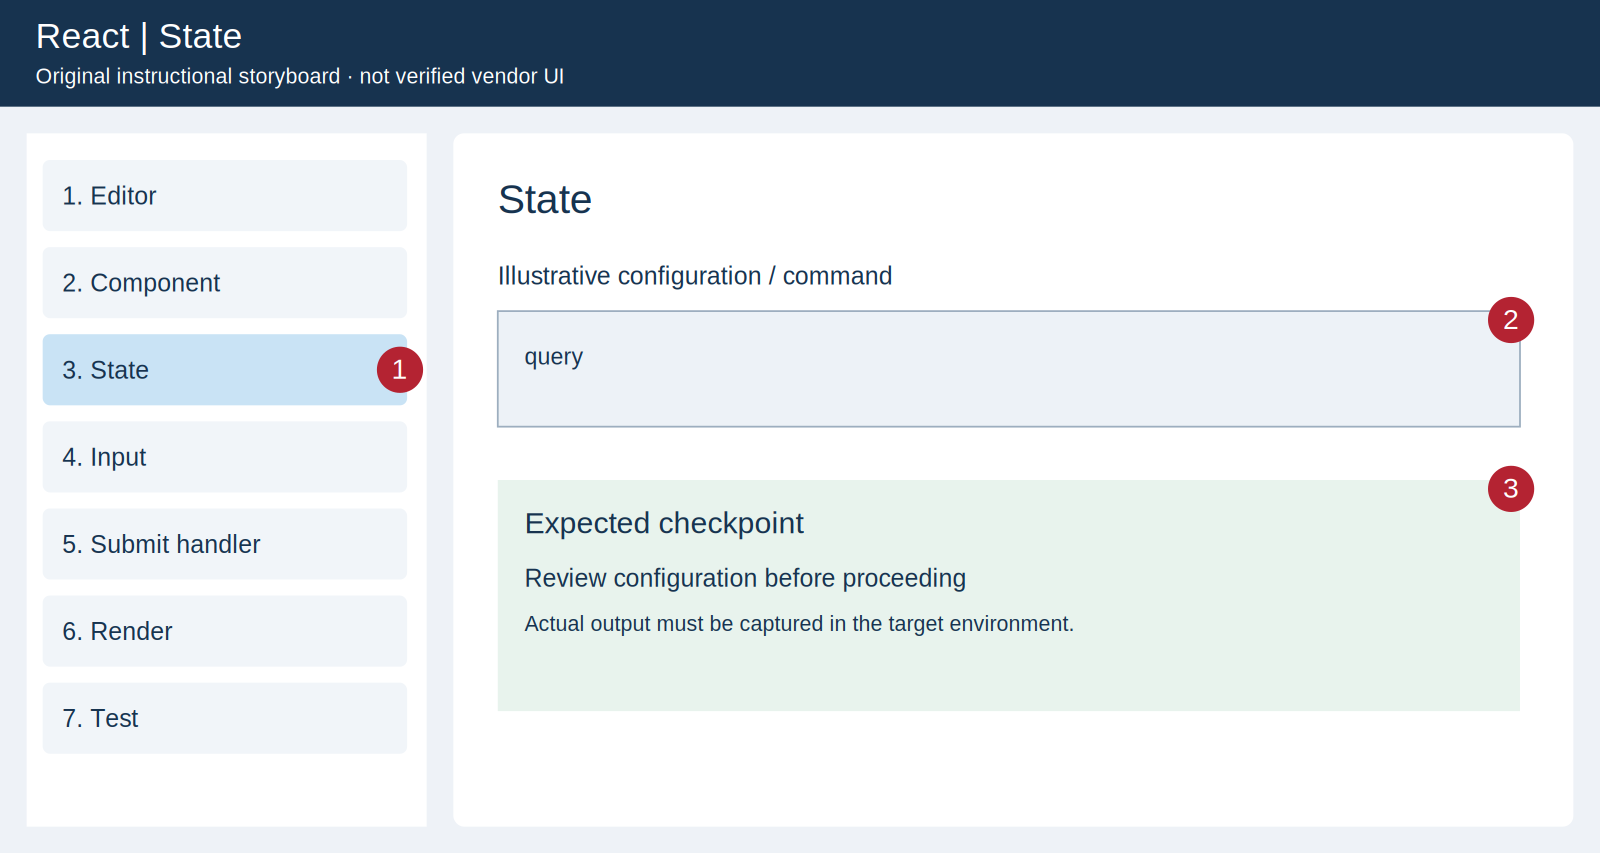 React | State
Original instructional storyboard · not verified vendor UI
1. Editor
2. Component
3. State
1
4. Input
5. Submit handler
6. Render
7. Test
State
Illustrative configuration / command
2
query
3
Expected checkpoint
Review configuration before proceeding
Actual output must be captured in the target environment.